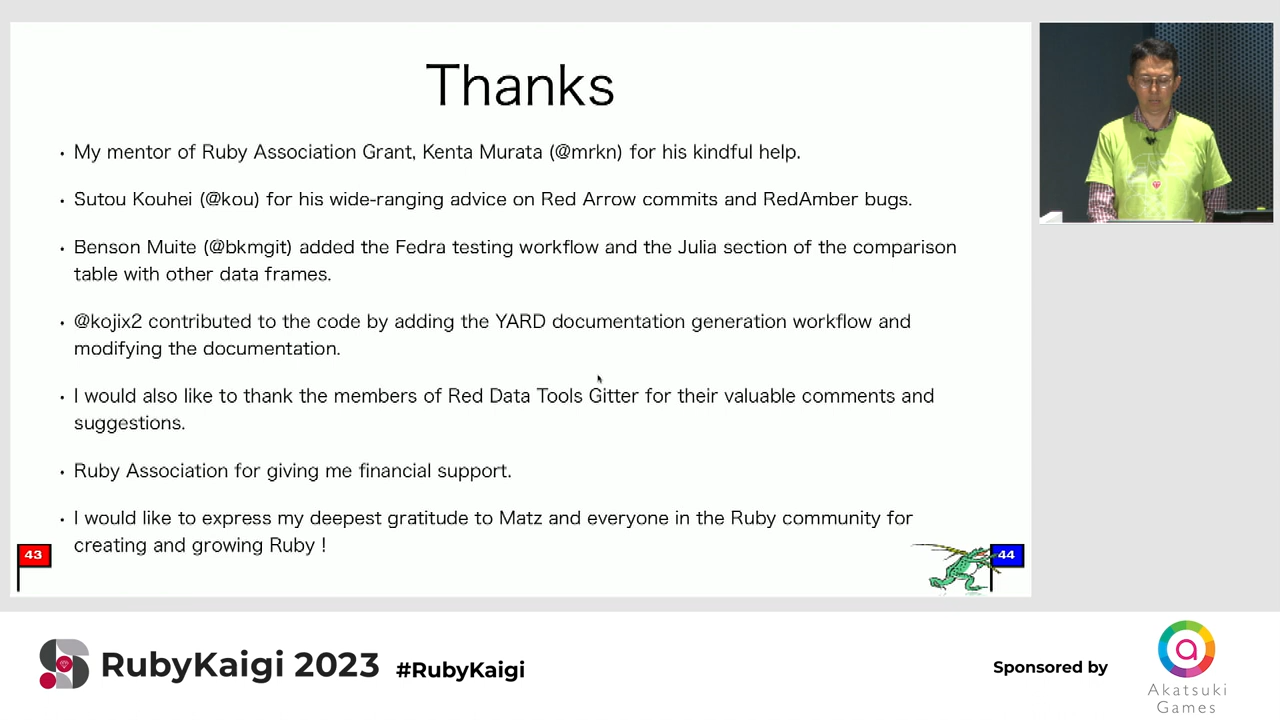 Thanks
• My mentor of Ruby Association Grant, Kenta Murata (@mrkn) for his kindful help.
• Sutou Kouhei (@kou) for his wide-ranging advice on Red Arrow commits and RedAmber bugs.
• Benson Muite (@bkmgit) added the Fedra testing workflow and the Julia section of the comparison
table with other data frames.
• @kojix2 contributed to the code by adding the YARD documentation generation workflow and
modifying the documentation.
• I would also like to thank the members of Red Data Tools Gitter for their valuable comments and
suggestions.
• Ruby Association for giving me financial support.
• I would like to express my deepest gratitude to Matz and everyone in the Ruby community for
creating and growing Ruby !
43
44
RubyKaigi 2023 #RubyKaigi
Sponsored by
Akatsuki
Games